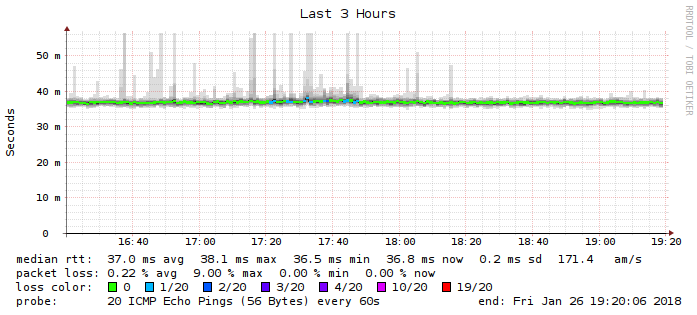 Last 3 Hours
RRDTOOL / TOBI OETIKER
Seconds
50 m
40 m
30 m
20 m
10 m
0
16:40 17:00 17:20 17:40 18:00 18:20 18:40 19:00 19:20
median rtt: 37.0 ms avg 38.1 ms max 36.5 ms min 36.8 ms now 0.2 ms sd 171.4 am/s
packet loss: 0.22 % avg 9.00 % max 0.00 % min 0.00 % now
loss color: 0 1/20 2/20 3/20 4/20 10/20 19/20
probe: 20 ICMP Echo Pings (56 Bytes) every 60s end: Fri Jan 26 19:20:06 2018